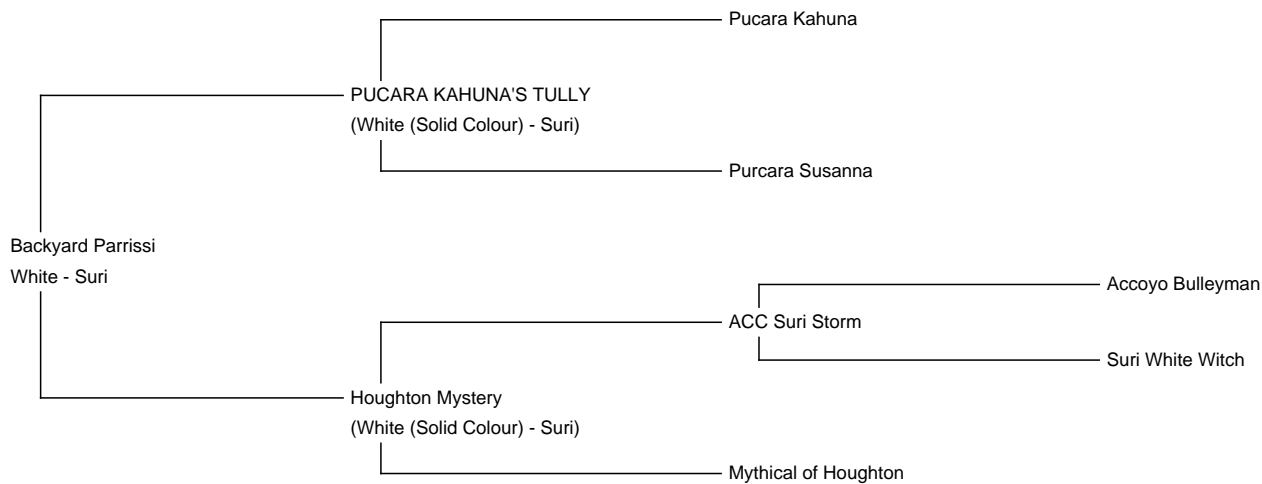 Pucara Kahuna
PUCARA KAHUNA'S TULLY
(White (Solid Colour) - Suri)
Purcara Susanna
Backyard Parrissi
White - Suri
Accoyo Bulleyman
ACC Suri Storm
Suri White Witch
Houghton Mystery
(White (Solid Colour) - Suri)
Mythical of Houghton